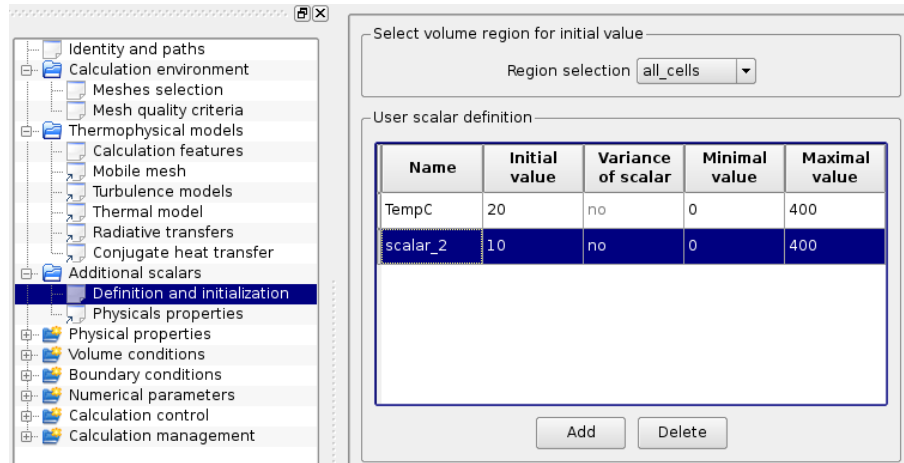 Identity and paths
Calculation environment
Meshes selection
Mesh quality criteria
Thermophysical models
Calculation features
Mobile mesh
Turbulence models
Thermal model
Radiative transfers
Conjugate heat transfer
Additional scalars
Definition and initialization
Physicals properties
Physical properties
Volume conditions
Boundary conditions
Numerical parameters
Calculation control
Calculation management
Select volume region for initial value
Region selection all_cells
User scalar definition
Name Initial value Variance of scalar Minimal value Maximal value
TempC 20 no 0 400
scalar_2 10 no 0 400
Add Delete